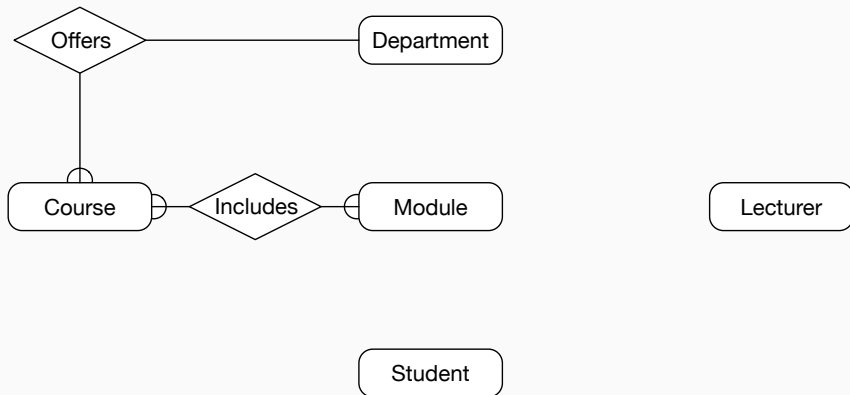 Offers
Department
Course
Includes
Module
Lecturer
Student